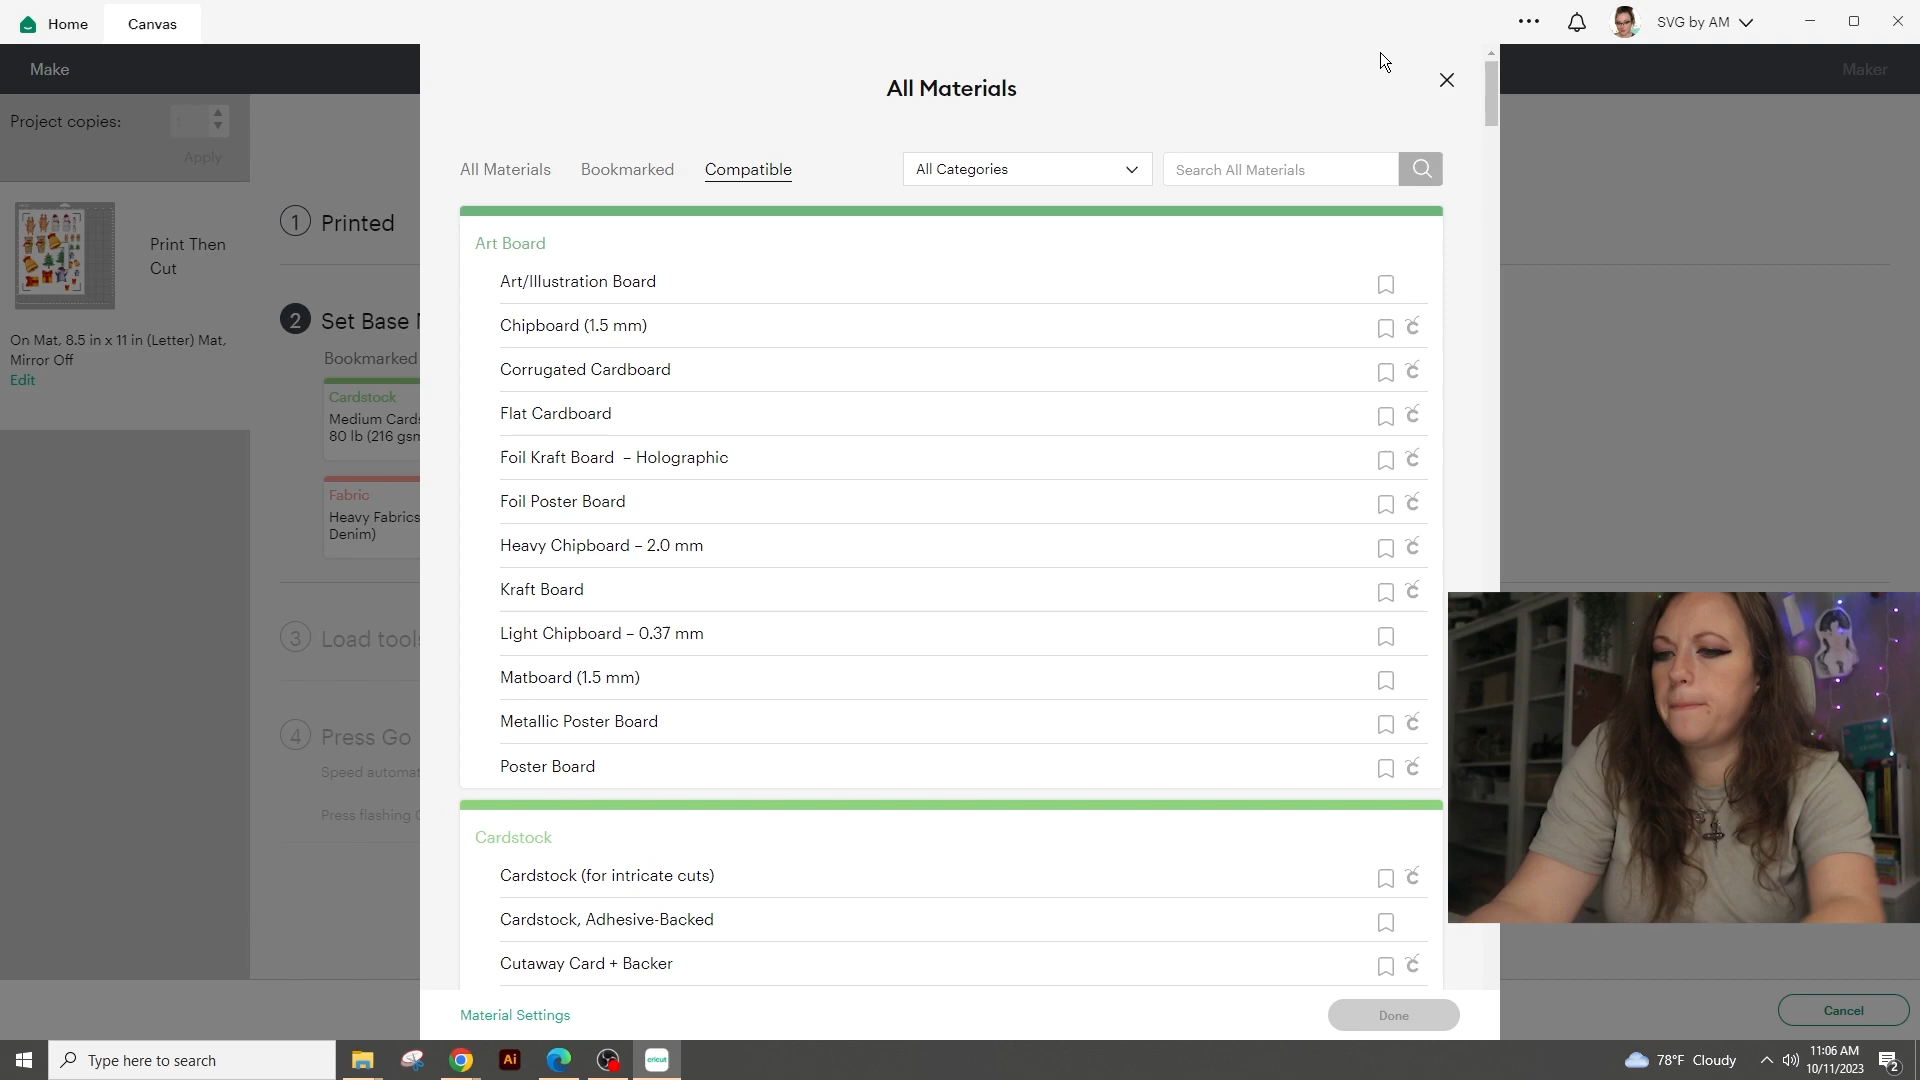 Home
Canvas
SVG by AM
Make
Maker
Project copies:
1
Apply
Print Then
Cut
On Mat, 8.5 in x 11 in (Letter) Mat,
Mirror Off
Edit
1 Printed
2 Set Base
Bookmarked
Cardstock
Medium Cards
80 lb (216 gsm
Fabric
Heavy Fabrics
Denim)
3 Load tools
4 Press Go
Speed automat
Press flashing
All Materials
All Materials
Bookmarked
Compatible
All Categories
Search All Materials
Art Board
Art/Illustration Board
Chipboard (1.5 mm)
Corrugated Cardboard
Flat Cardboard
Foil Kraft Board – Holographic
Foil Poster Board
Heavy Chipboard – 2.0 mm
Kraft Board
Light Chipboard – 0.37 mm
Matboard (1.5 mm)
Metallic Poster Board
Poster Board
Cardstock
Cardstock (for intricate cuts)
Cardstock, Adhesive-Backed
Cutaway Card + Backer
Material Settings
Done
Cancel
Type here to search
Ai
cricut
78°F Cloudy
11:06 AM
10/11/2023
2